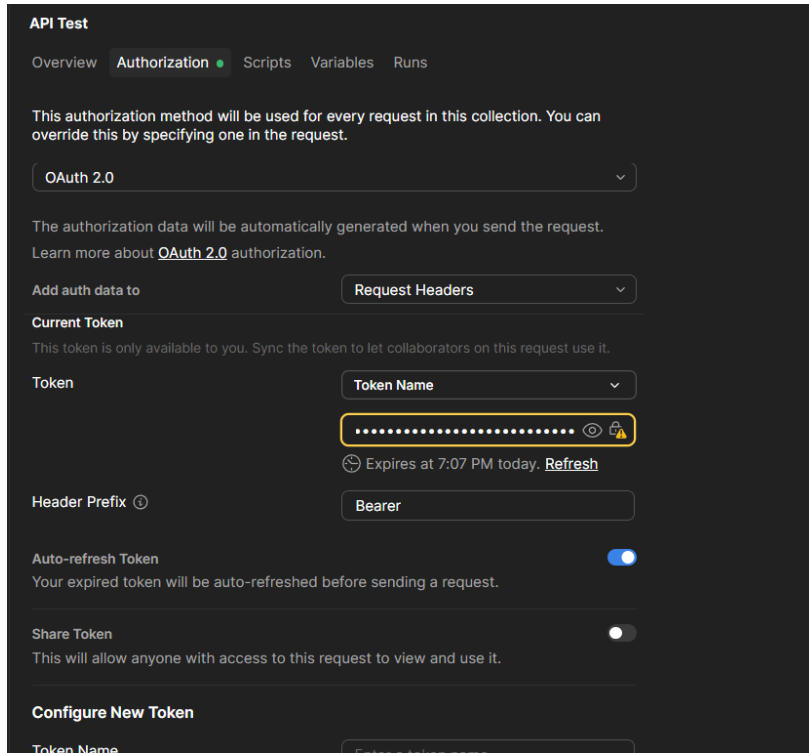 API Test
Overview Authorization Scripts Variables Runs
This authorization method will be used for every request in this collection. You can
override this by specifying one in the request.
OAuth 2.0
The authorization data will be automatically generated when you send the request.
Learn more about OAuth 2.0 authorization.
Add auth data to Request Headers
Current Token
This token is only available to you. Sync the token to let collaborators on this request use it.
Token Token Name
Expires at 7:07 PM today. Refresh
Header Prefix Bearer
Auto-refresh Token
Your expired token will be auto-refreshed before sending a request.
Share Token
This will allow anyone with access to this request to view and use it.
Configure New Token
Token Name Enter a token name